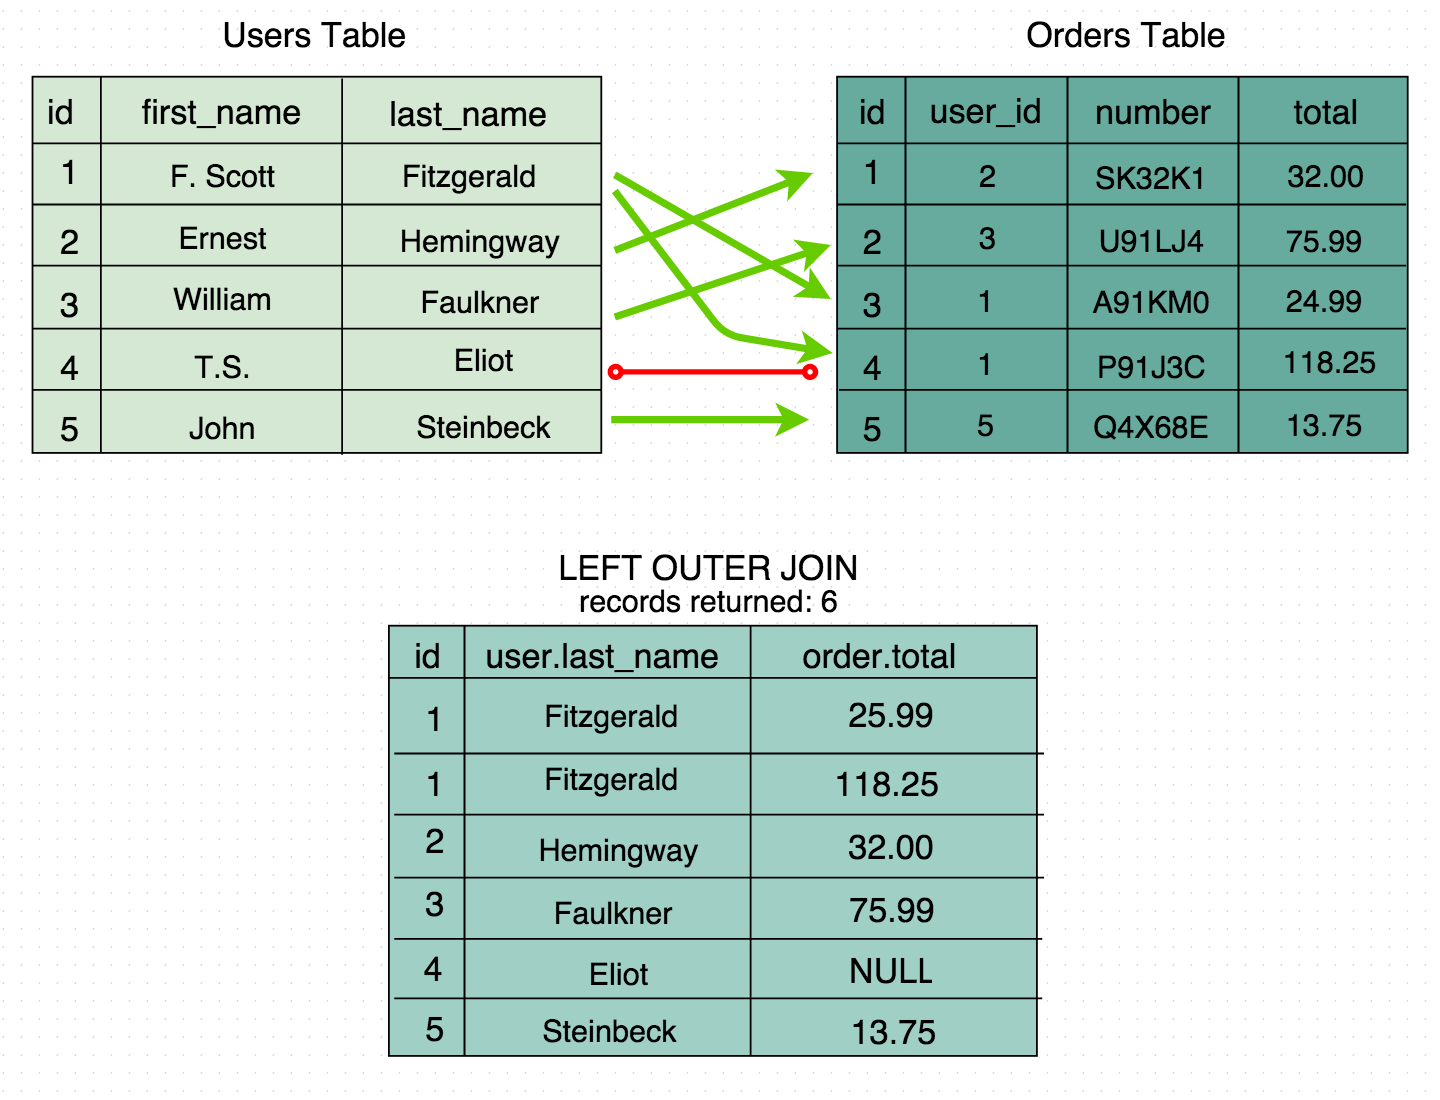 Users Table
id first_name last_name
1 F. Scott Fitzgerald
2 Ernest Hemingway
3 William Faulkner
4 T.S. Eliot
5 John Steinbeck
Orders Table
id user_id number total
1 2 SK32K1 32.00
2 3 U91LJ4 75.99
3 1 A91KM0 24.99
4 1 P91J3C 118.25
5 5 Q4X68E 13.75
LEFT OUTER JOIN
records returned: 6
id user.last_name order.total
1 Fitzgerald 25.99
1 Fitzgerald 118.25
2 Hemingway 32.00
3 Faulkner 75.99
4 Eliot NULL
5 Steinbeck 13.75